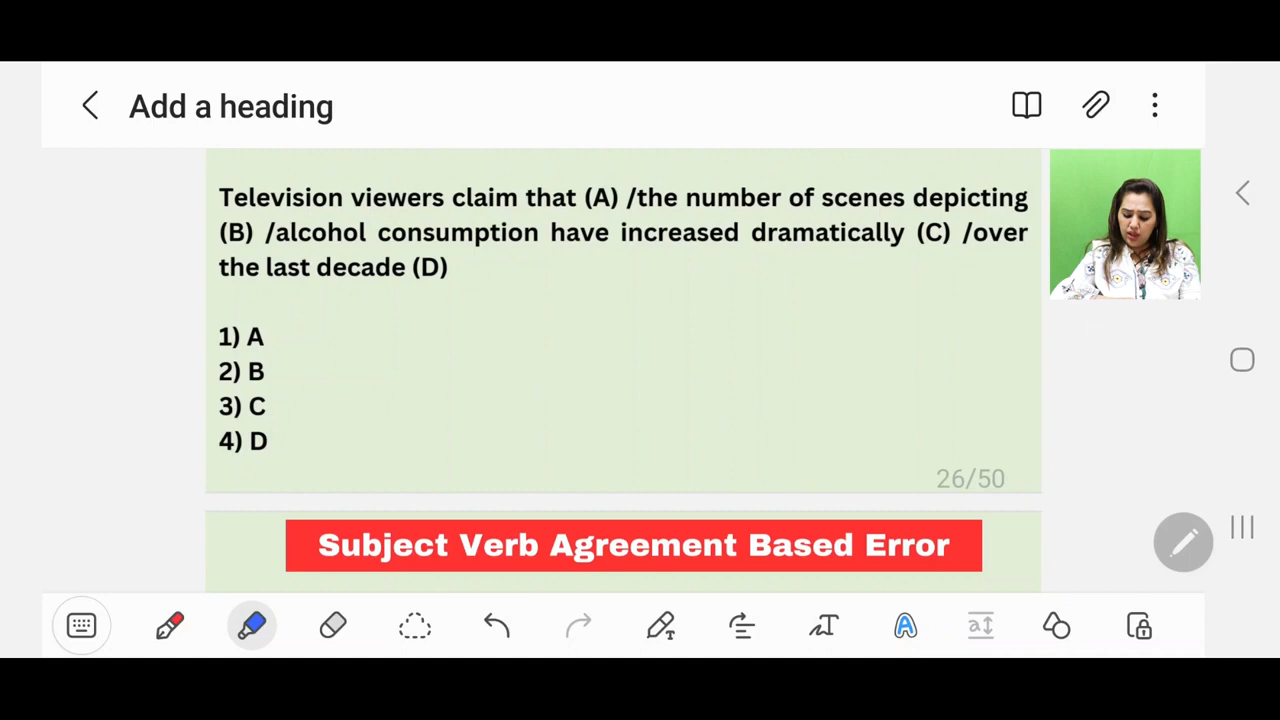 Add a heading
Television viewers claim that (A) /the number of scenes depicting
(B) /alcohol consumption have increased dramatically (C) /over
the last decade (D)
1) A
2) B
3) C
4) D
26/50
Subject Verb Agreement Based Error